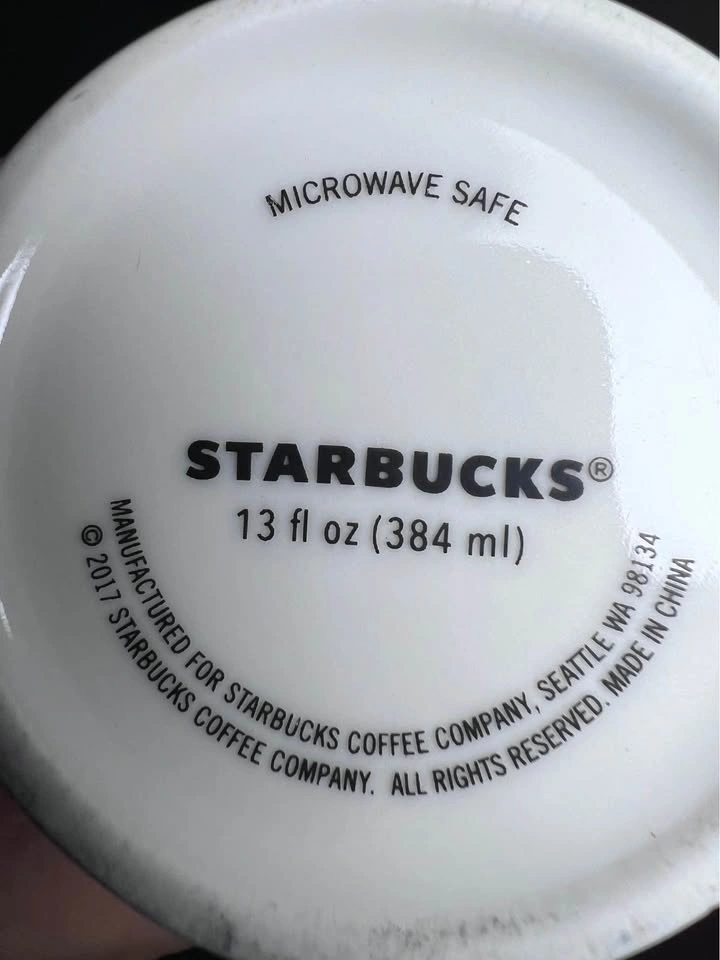 MICROWAVE SAFE
STARBUCKS®
13 fl oz (384 ml)
MANUFACTURED FOR STARBUCKS COFFEE COMPANY, SEATTLE WA 98134
© 2017 STARBUCKS COFFEE COMPANY. ALL RIGHTS RESERVED. MADE IN CHINA